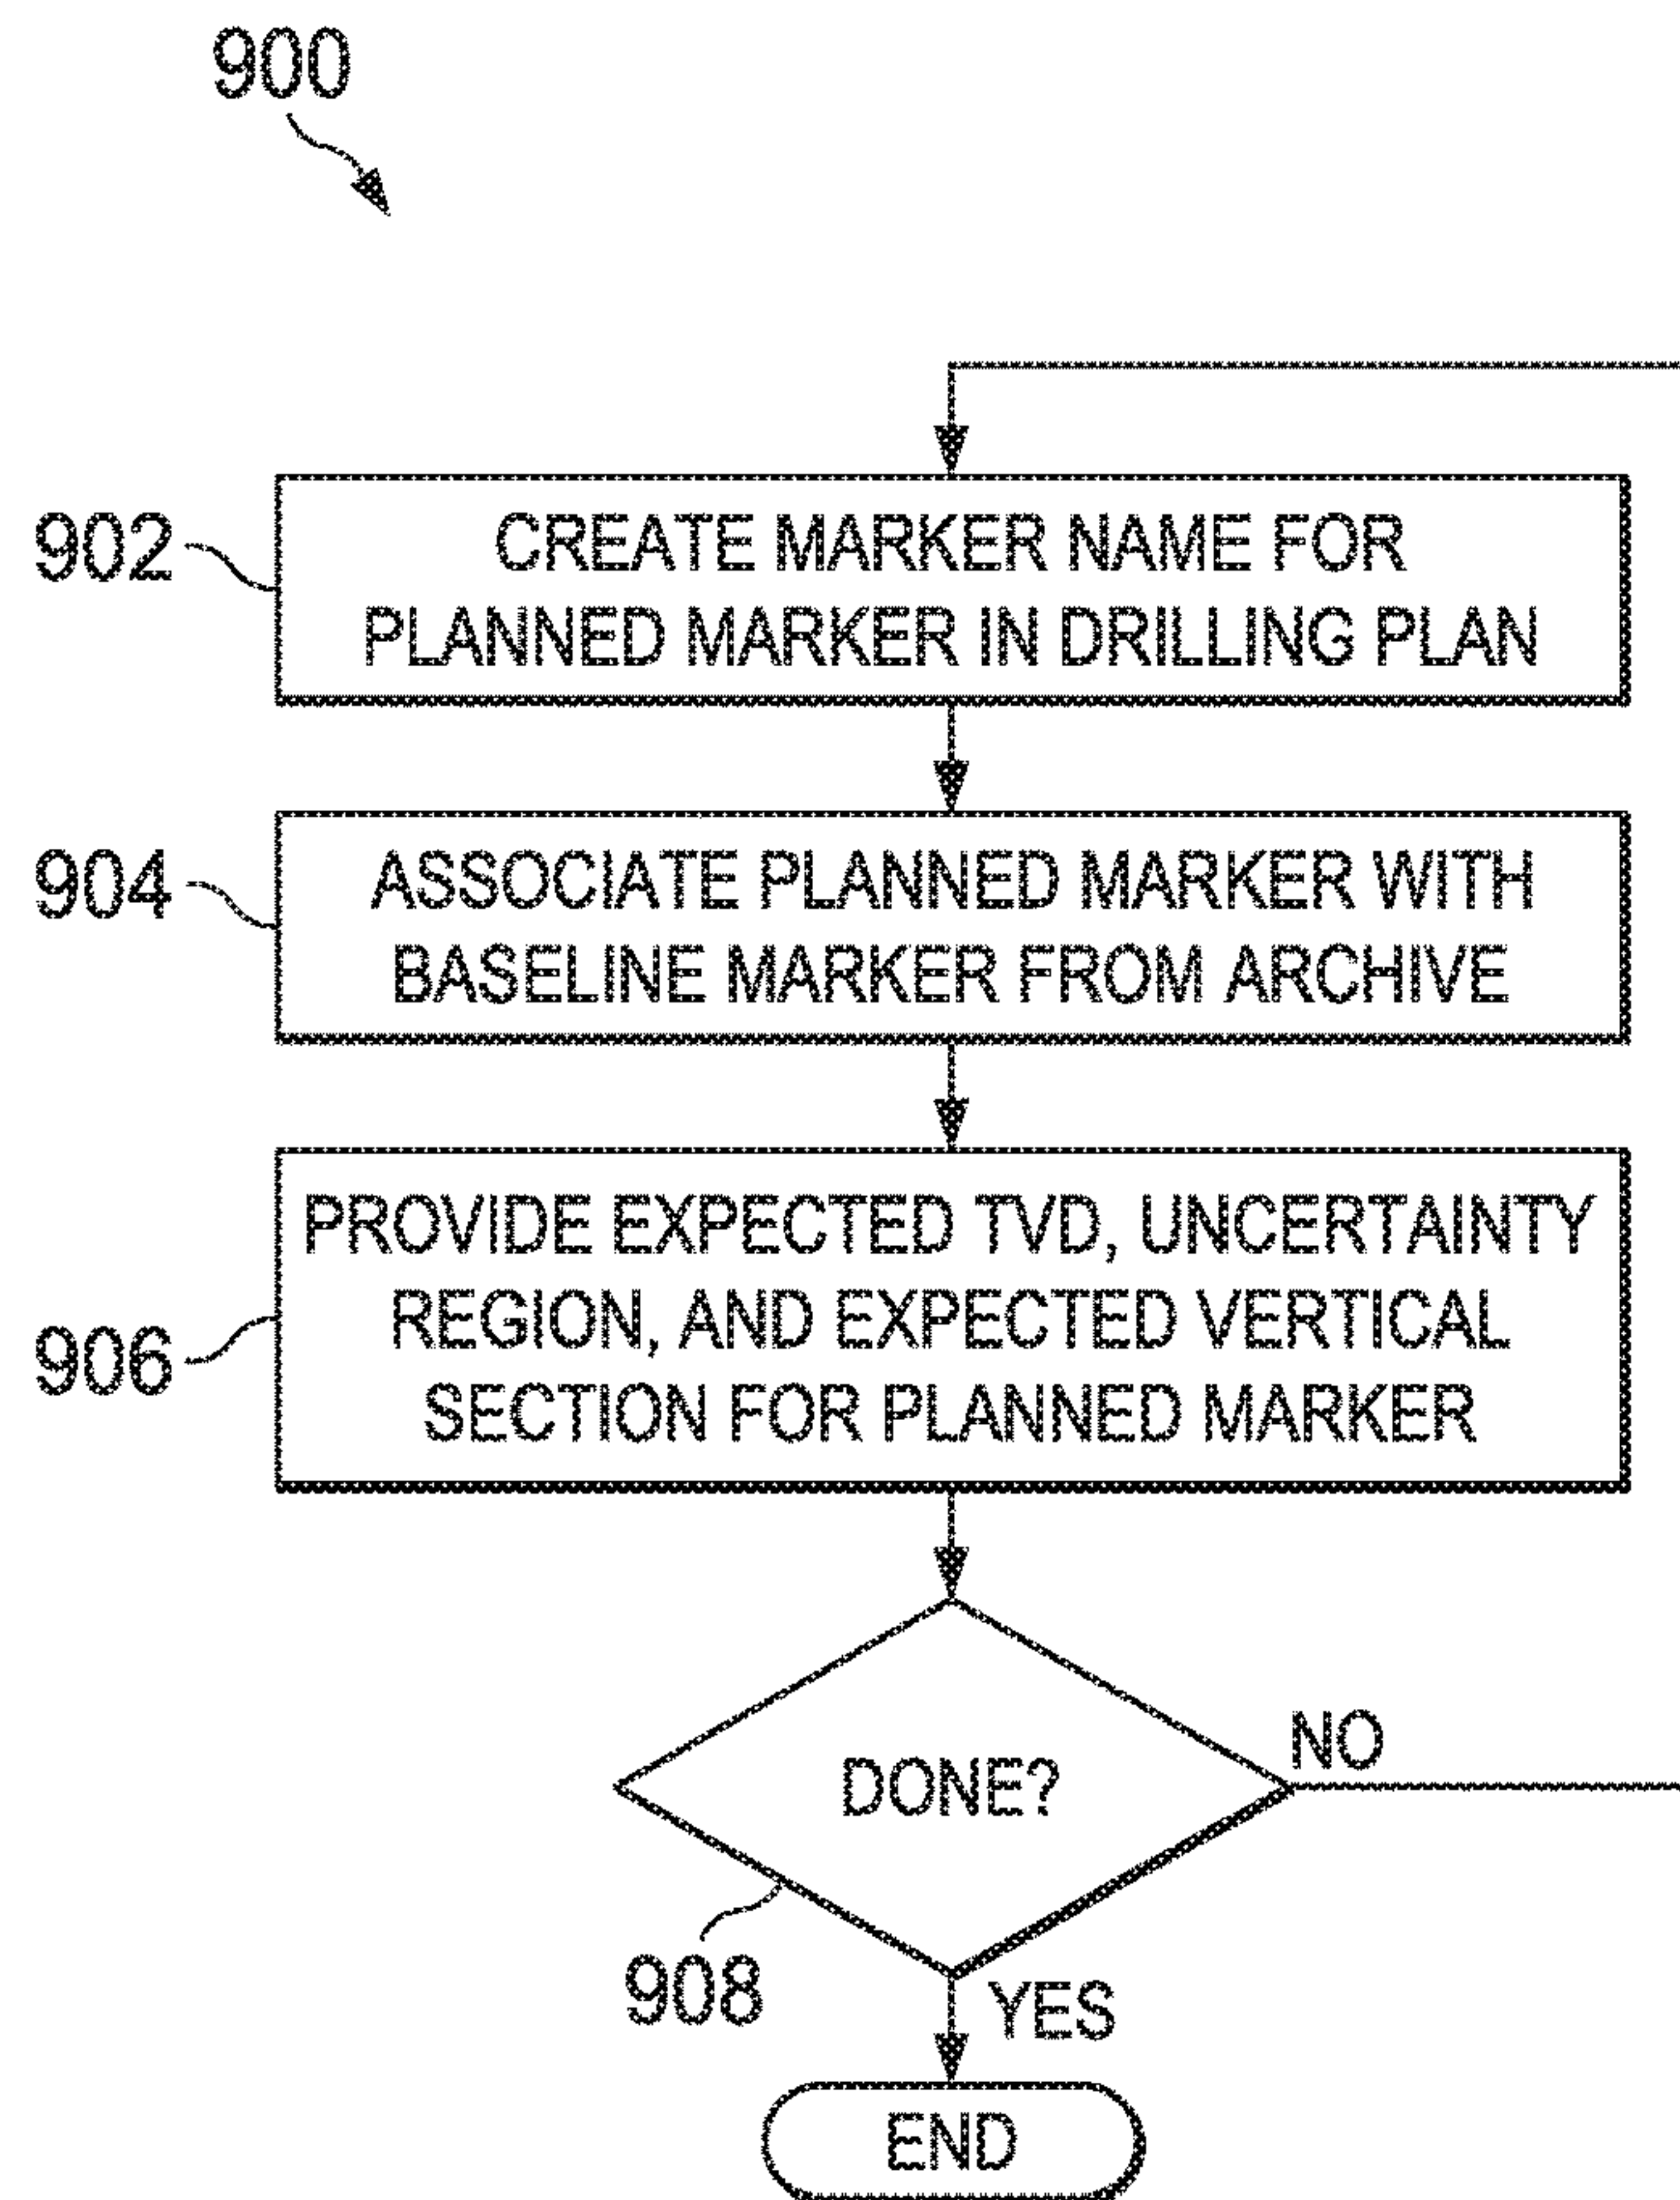 900
902
CREATE MARKER NAME FOR
PLANNED MARKER IN DRILLING PLAN
904
ASSOCIATE PLANNED MARKER WITH
BASELINE MARKER FROM ARCHIVE
906
PROVIDE EXPECTED TVD, UNCERTAINTY
REGION, AND EXPECTED VERTICAL
SECTION FOR PLANNED MARKER
DONE?
NO
908
YES
END